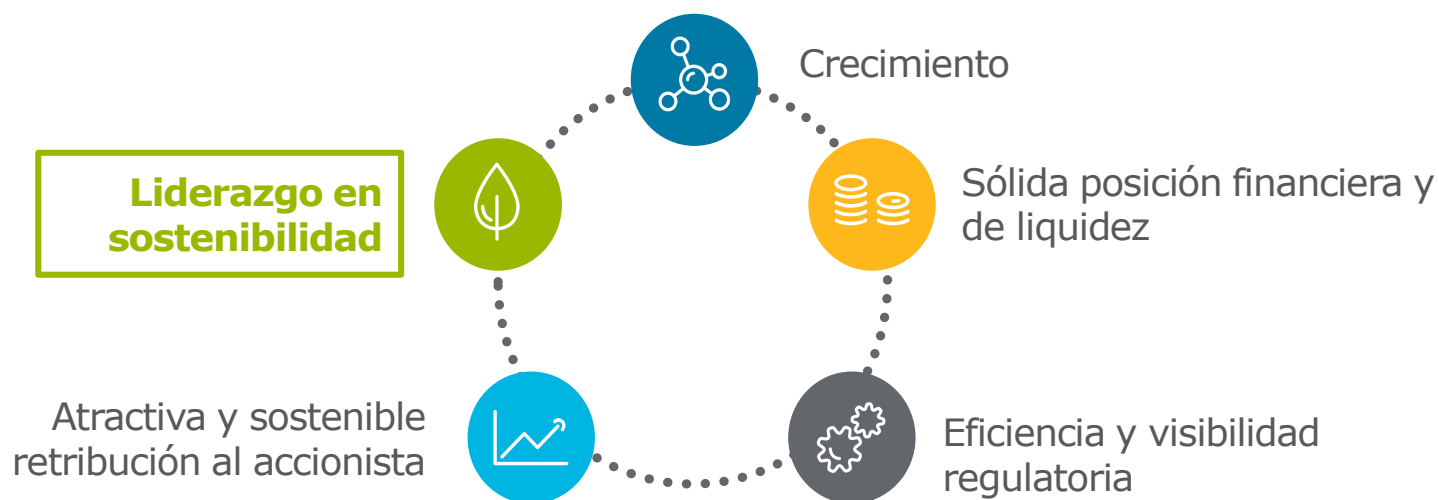 Crecimiento
Liderazgo en
sostenibilidad
Sólida posición financiera y
de liquidez
Atractiva y sostenible
retribución al accionista
Eficiencia y visibilidad
regulatoria